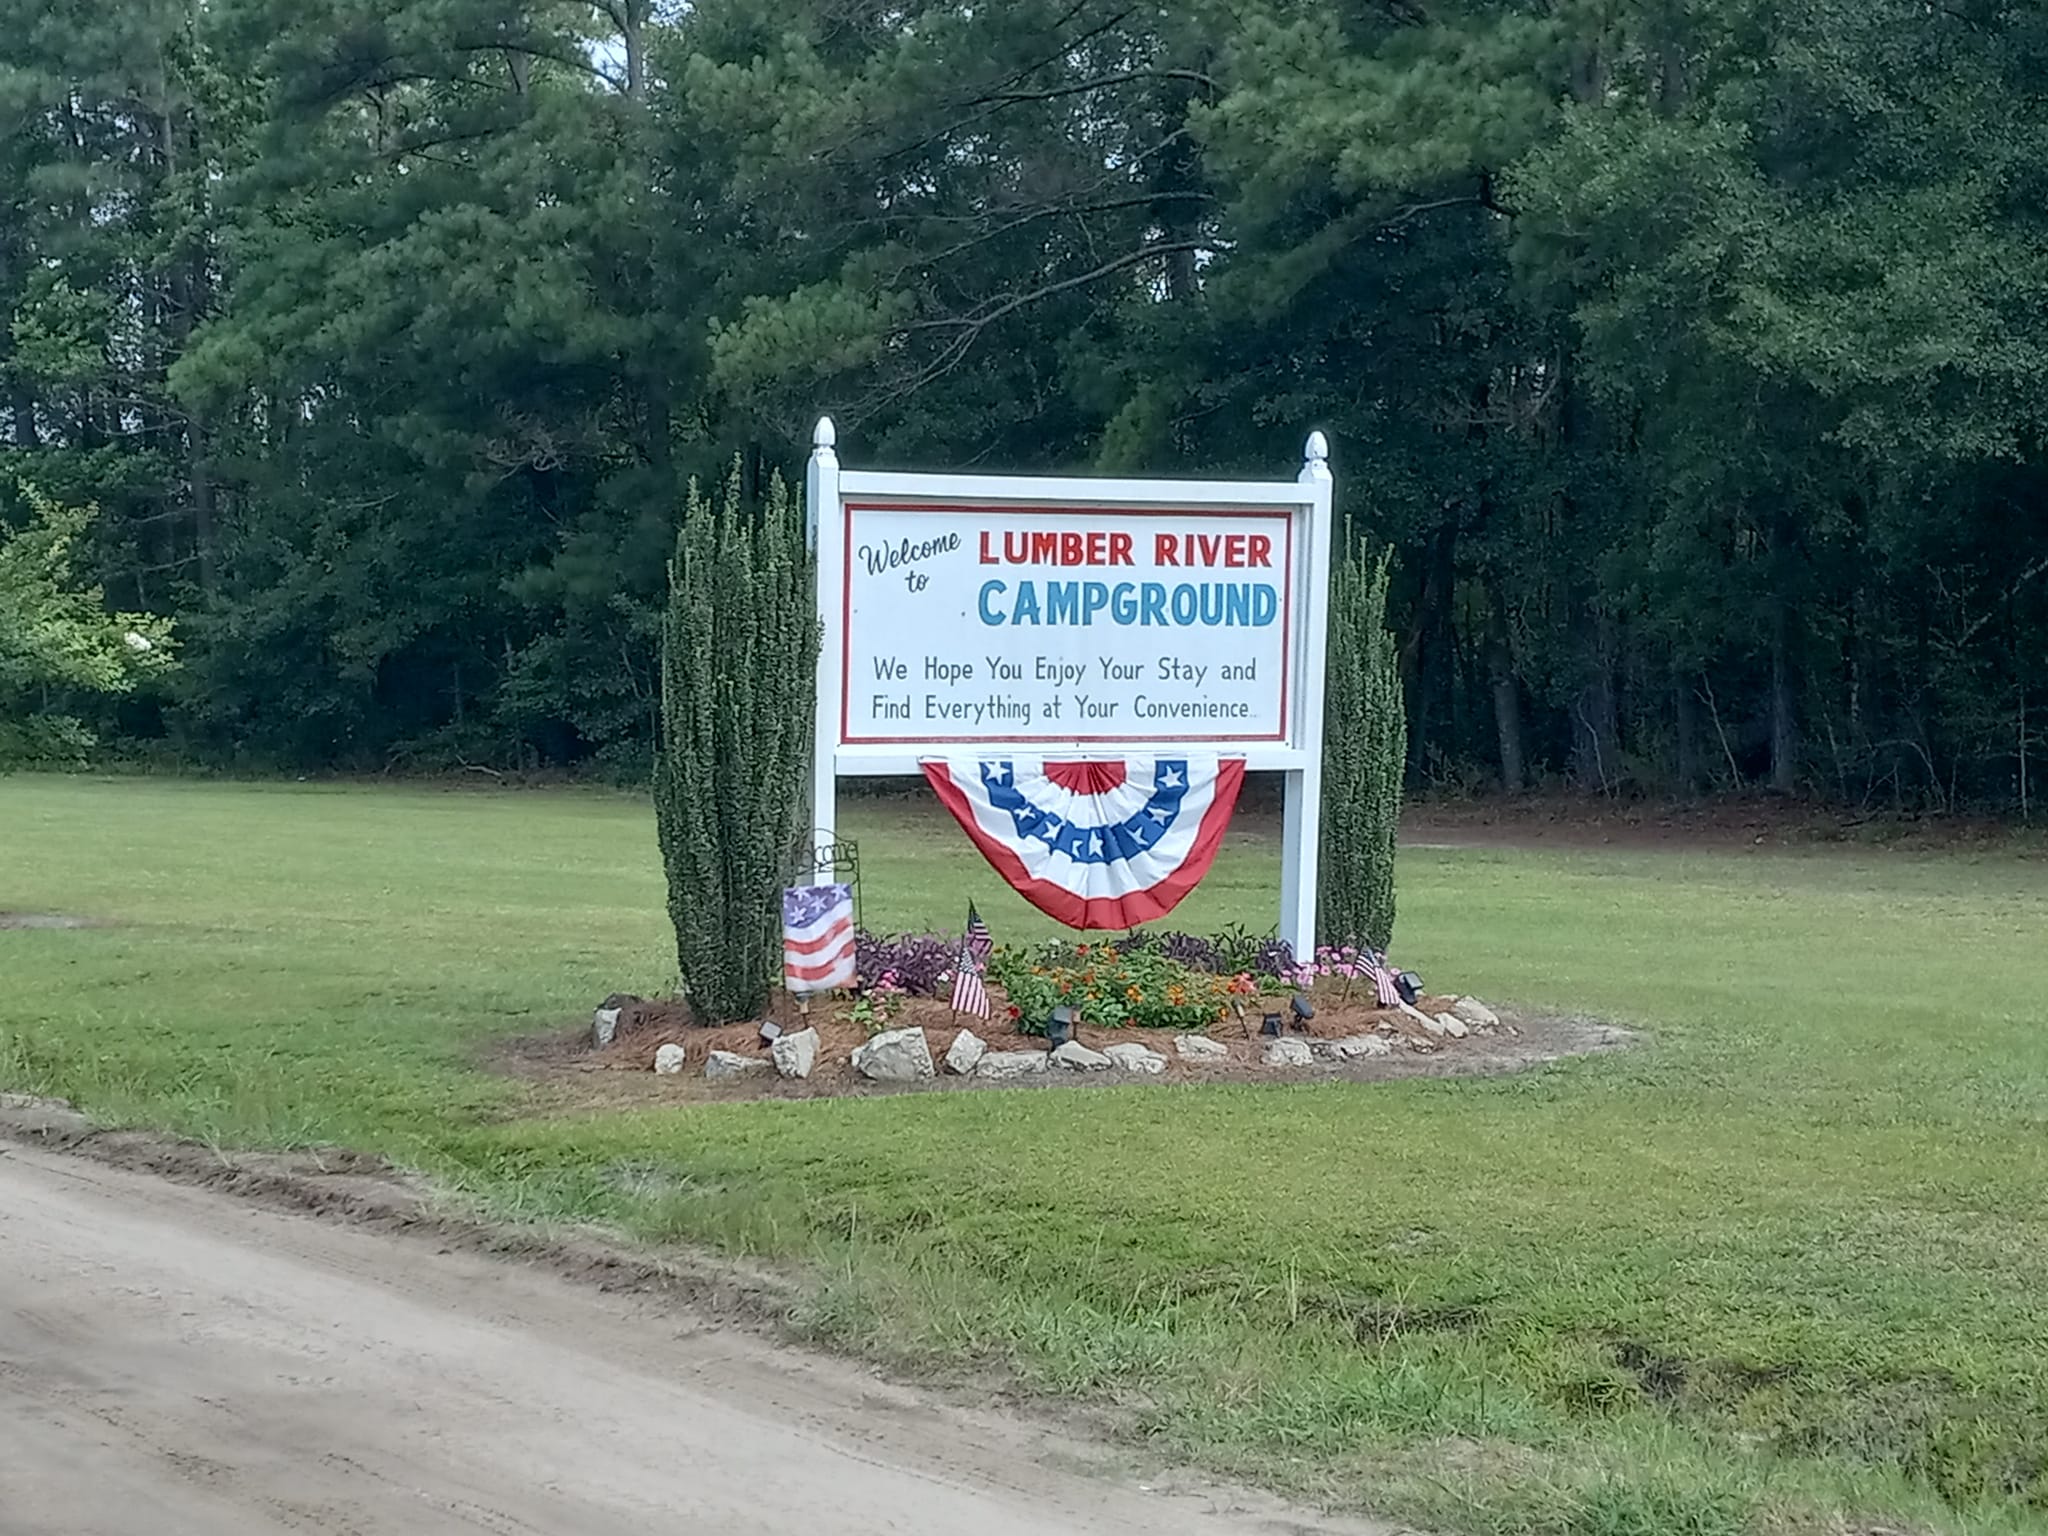 Welcome to
LUMBER RIVER
CAMPGROUND
We Hope You Enjoy Your Stay and
Find Everything at Your Convenience...